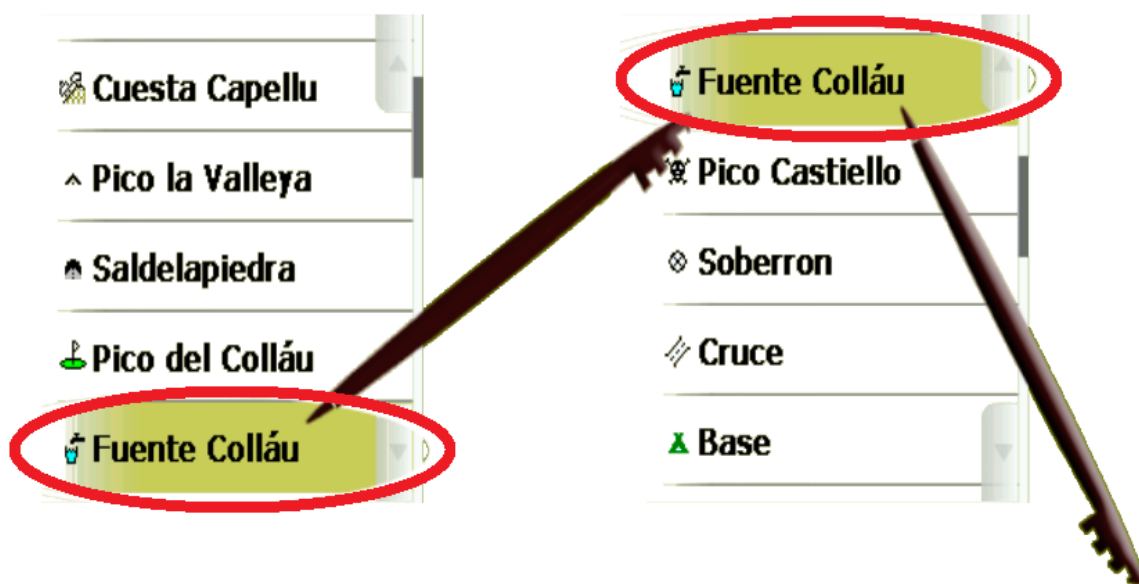 Cuesta Capellu
Pico la Valleya
Saldelapiedra
Pico del Colláu
Fuente Colláu
Fuente Colláu
Pico Castiello
Soberron
Cruce
Base